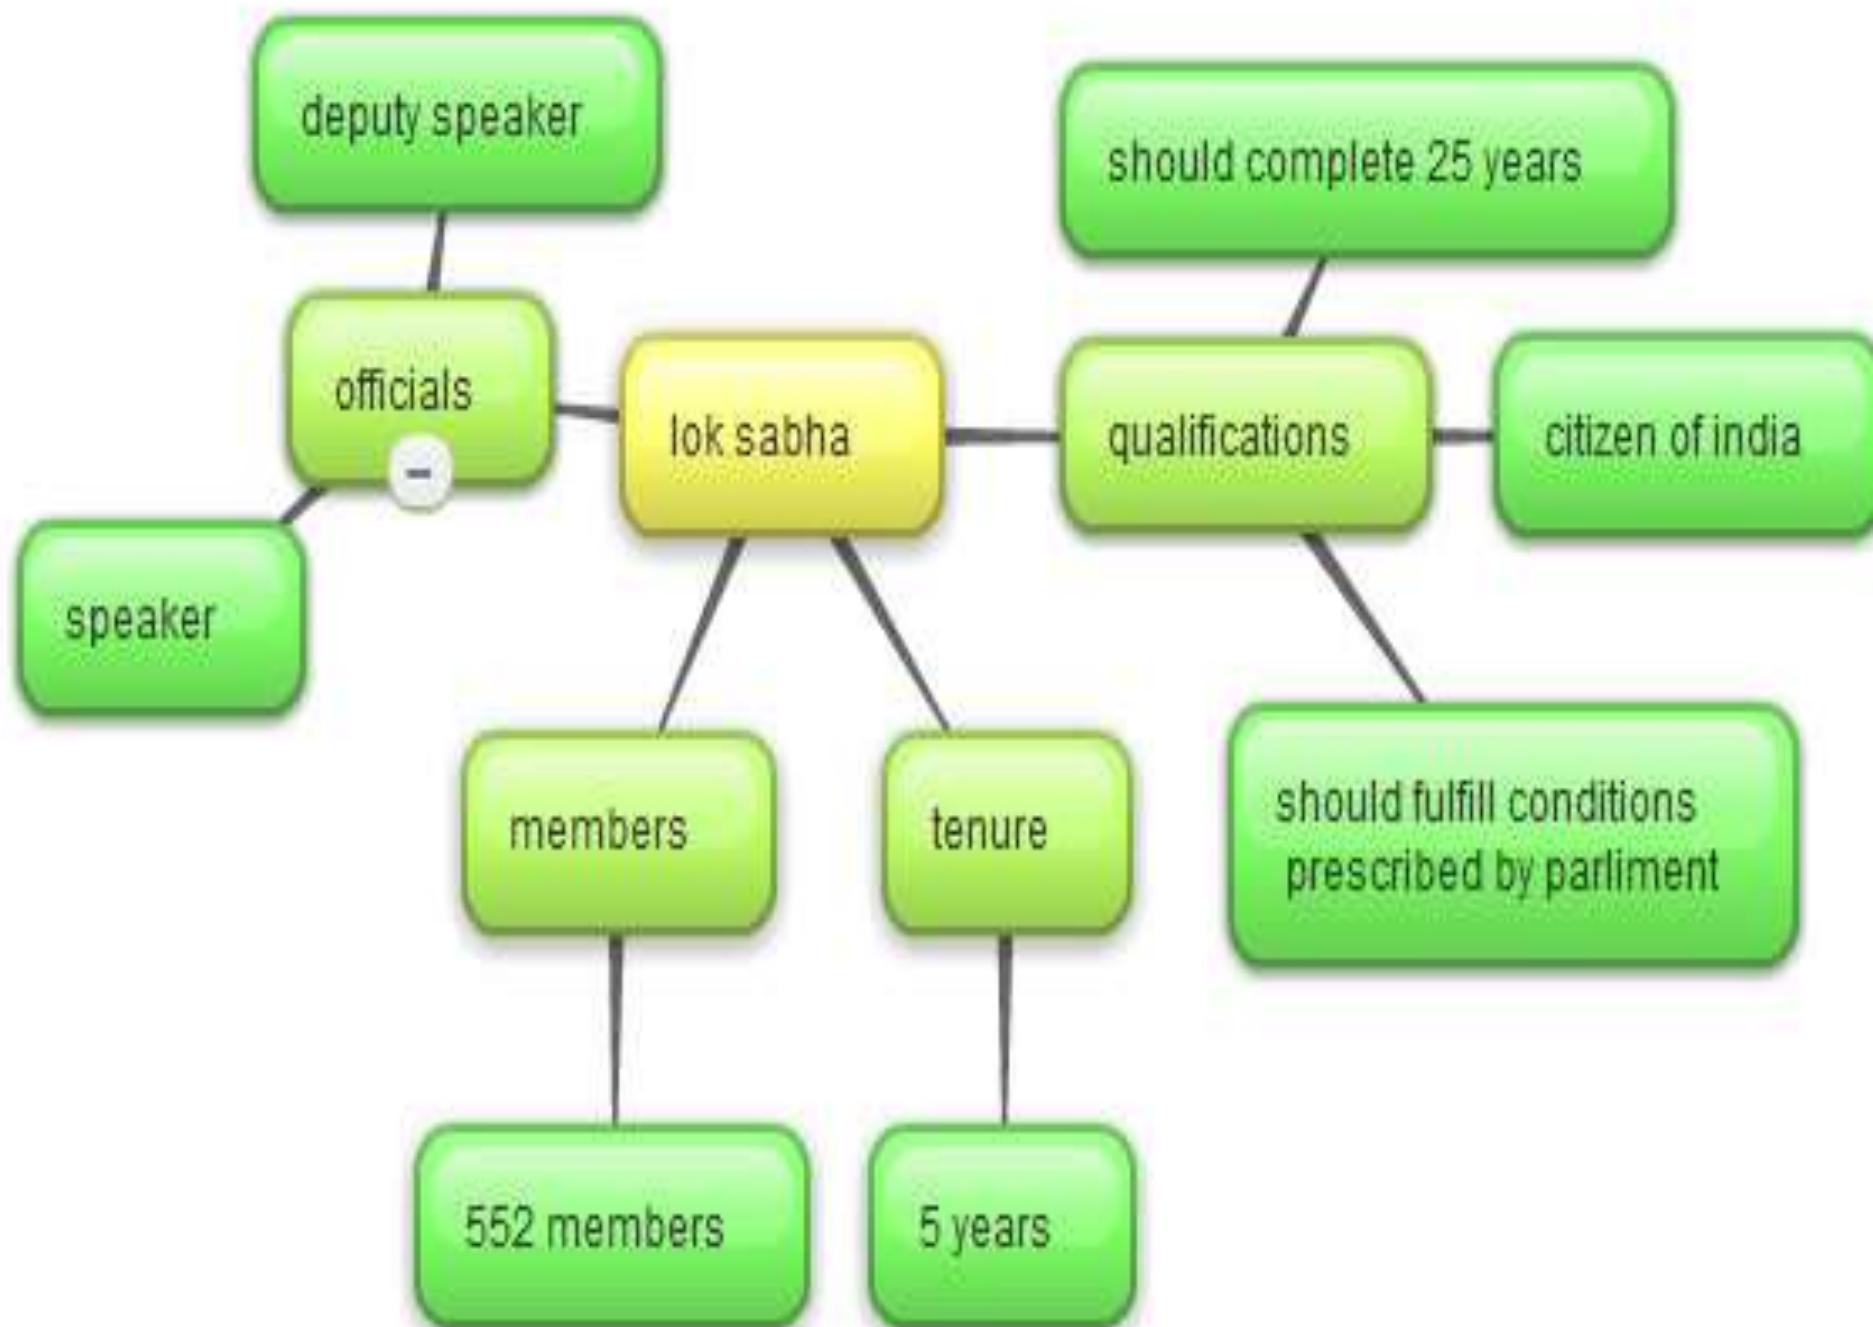 deputy speaker
should complete 25 years
officials
–
lok sabha
qualifications
citizen of india
speaker
members
tenure
should fulfill conditions
prescribed by parliment
552 members
5 years